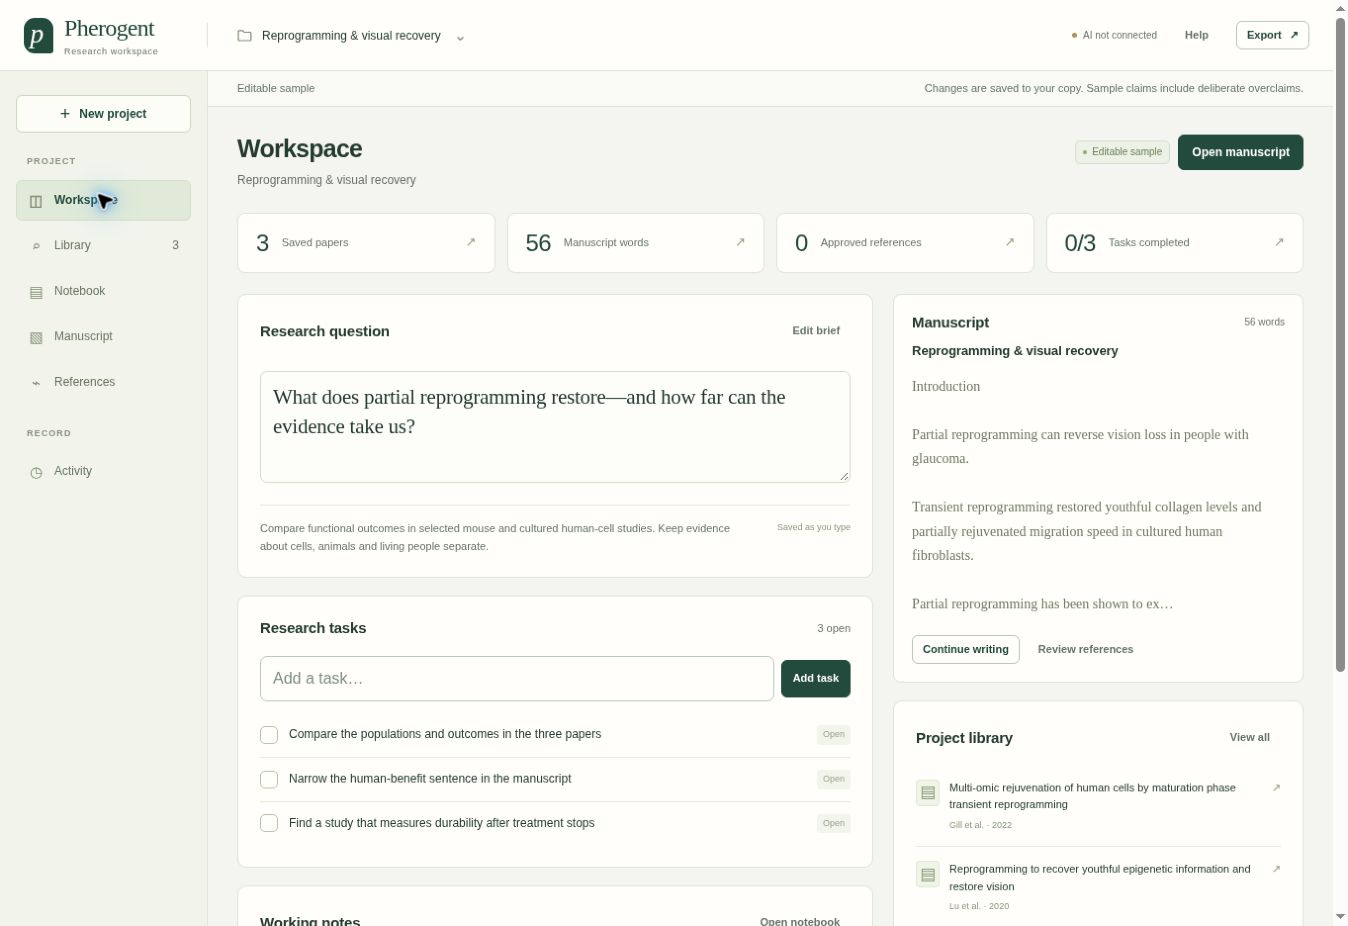 p Pherogent
Research workspace
Reprogramming & visual recovery
AI not connected
Help
Export ↗
+ New project
PROJECT
Workspace
Library 3
Notebook
Manuscript
References
RECORD
Activity
Editable sample
Changes are saved to your copy. Sample claims include deliberate overclaims.
Workspace
Reprogramming & visual recovery
Editable sample
Open manuscript
3 Saved papers ↗
56 Manuscript words ↗
0 Approved references ↗
0/3 Tasks completed ↗
Research question
Edit brief
What does partial reprogramming restore—and how far can the
evidence take us?
Compare functional outcomes in selected mouse and cultured human-cell studies. Keep evidence
about cells, animals and living people separate.
Saved as you type
Research tasks
3 open
Add a task…
Add task
Compare the populations and outcomes in the three papers
Open
Narrow the human-benefit sentence in the manuscript
Open
Find a study that measures durability after treatment stops
Open
Working notes
Open notebook
Manuscript
56 words
Reprogramming & visual recovery
Introduction
Partial reprogramming can reverse vision loss in people with
glaucoma.
Transient reprogramming restored youthful collagen levels and
partially rejuvenated migration speed in cultured human
fibroblasts.
Partial reprogramming has been shown to ex…
Continue writing
Review references
Project library
View all
Multi-omic rejuvenation of human cells by maturation phase
transient reprogramming
↗
Gill et al. · 2022
Reprogramming to recover youthful epigenetic information and
restore vision
↗
Lu et al. · 2020